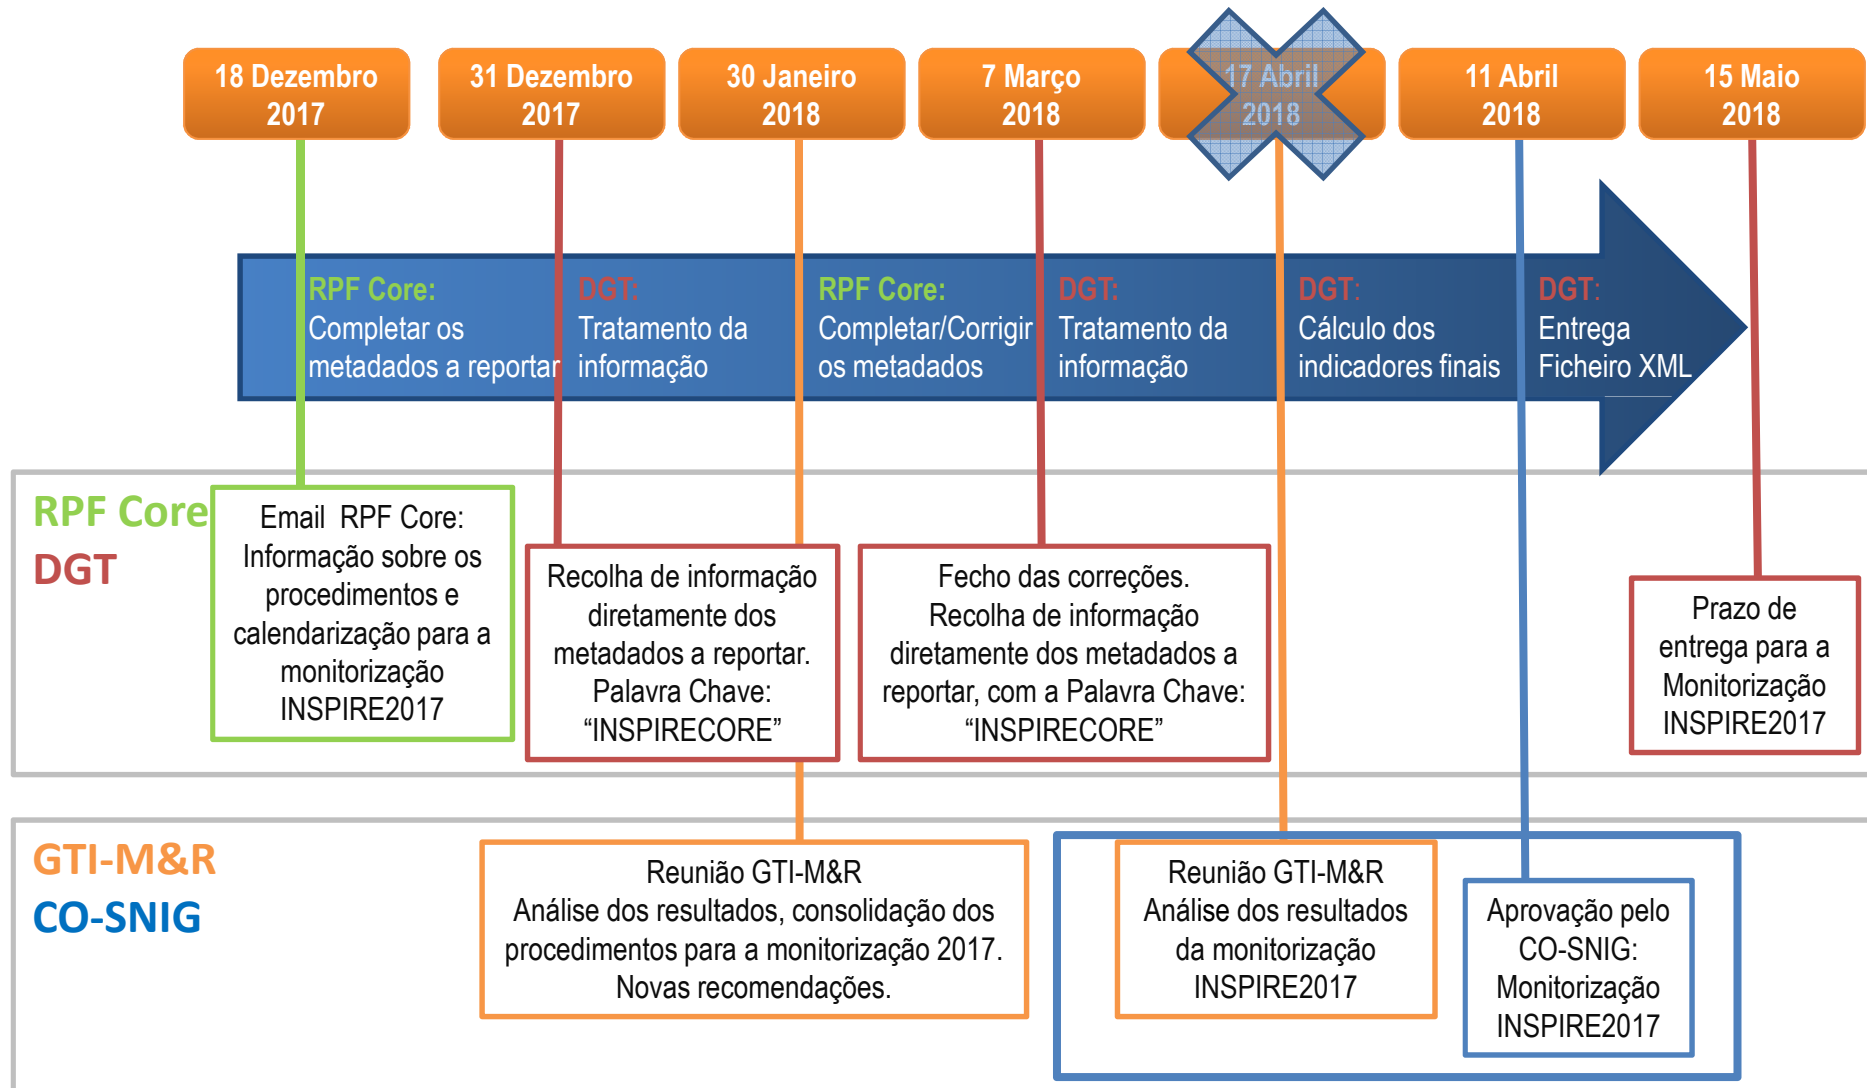 18 Dezembro
2017
31 Dezembro
2017
30 Janeiro
2018
7 Março
2018
17 Abril
2018
11 Abril
2018
15 Maio
2018
RPF Core:
Completar os
metadados a reportar
DGT:
Tratamento da
informação
RPF Core:
Completar/Corrigir
os metadados
DGT:
Tratamento da
informação
DGT:
Cálculo dos
indicadores finais
DGT:
Entrega
Ficheiro XML
RPF Core
DGT
Email RPF Core:
Informação sobre os
procedimentos e
calendarização para a
monitorização
INSPIRE2017
Recolha de informação
diretamente dos
metadados a reportar.
Palavra Chave:
“INSPIRECORE”
Fecho das correções.
Recolha de informação
diretamente dos metadados a
reportar, com a Palavra Chave:
“INSPIRECORE”
Prazo de
entrega para a
Monitorização
INSPIRE2017
GTI-M&R
CO-SNIG
Reunião GTI-M&R
Análise dos resultados, consolidação dos
procedimentos para a monitorização 2017.
Novas recomendações.
Reunião GTI-M&R
Análise dos resultados
da monitorização
INSPIRE2017
Aprovação pelo
CO-SNIG:
Monitorização
INSPIRE2017